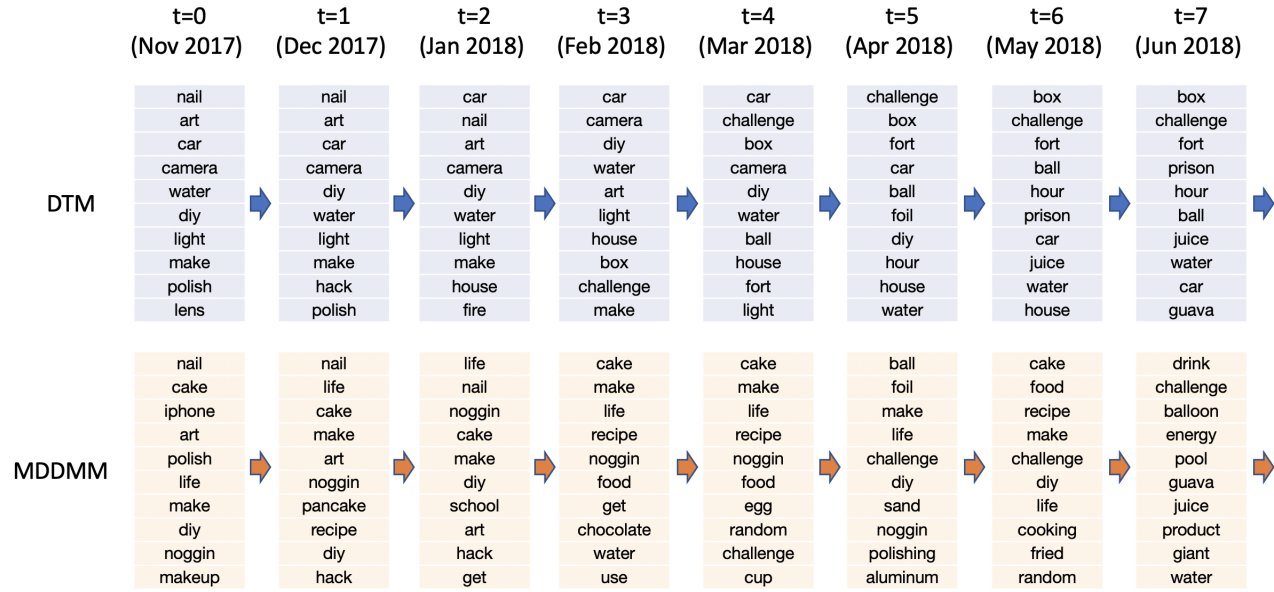 t=0 t=1 t=2 t=3 t=4 t=5 t=6 t=7
(Nov 2017) (Dec 2017) (Jan 2018) (Feb 2018) (Mar 2018) (Apr 2018) (May 2018) (Jun 2018)
nail nail car car car challenge box box
art art nail camera challenge box challenge challenge
car car art diy box fort fort fort
camera camera camera water camera car ball prison
DTM water diy diy art diy ball hour hour
diy water water light water foil prison ball
light light light house ball diy car juice
make make make box house hour juice water
polish hack house challenge fort house water car
lens polish fire make light water house guava
nail nail life cake cake ball cake drink
cake life nail make make foil food challenge
iphone cake noggin life life make recipe balloon
art make cake recipe recipe life make energy
MDDMM polish art make noggin noggin challenge challenge pool
life noggin diy food food diy diy guava
make pancake school get egg sand life juice
diy recipe art chocolate random noggin cooking product
noggin diy hack water challenge polishing fried giant
makeup hack get use cup aluminum random water